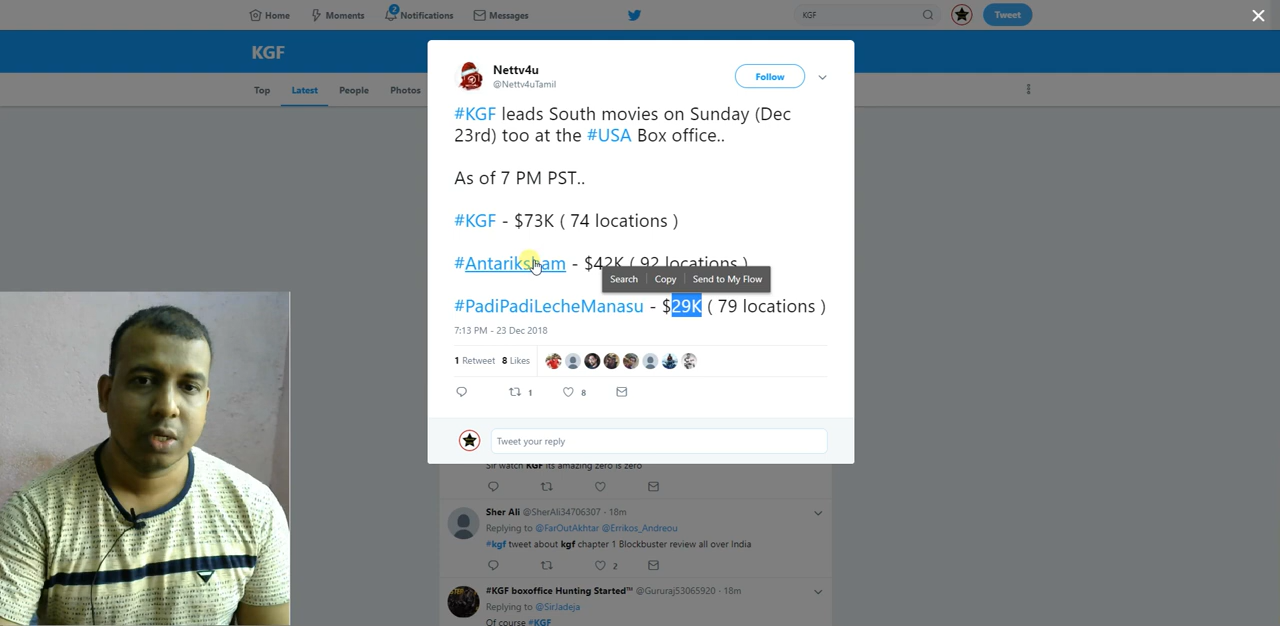 Home Moments 2 Notifications Messages KGF Tweet
KGF
Top Latest People Photos
Nettv4u
@Nettv4uTamil
Follow
#KGF leads South movies on Sunday (Dec
23rd) too at the #USA Box office..
As of 7 PM PST..
#KGF - $73K ( 74 locations )
#Antariksham - $42K ( 92 locations )
Search Copy Send to My Flow
#PadiPadiLecheManasu - $29K ( 79 locations )
7:13 PM - 23 Dec 2018
1 Retweet 8 Likes
1 8
Tweet your reply
Sir watch KGF its amazing zero is zero
Sher Ali @SherAli34706307 · 18m
Replying to @FarOutAkhtar @Errikos_Andreou
#kgf tweet about kgf chapter 1 Blockbuster review all over India
2
#KGF boxoffice Hunting Started™ @Gururaj53065920 · 18m
Replying to @SirJadeja
Of course #KGF